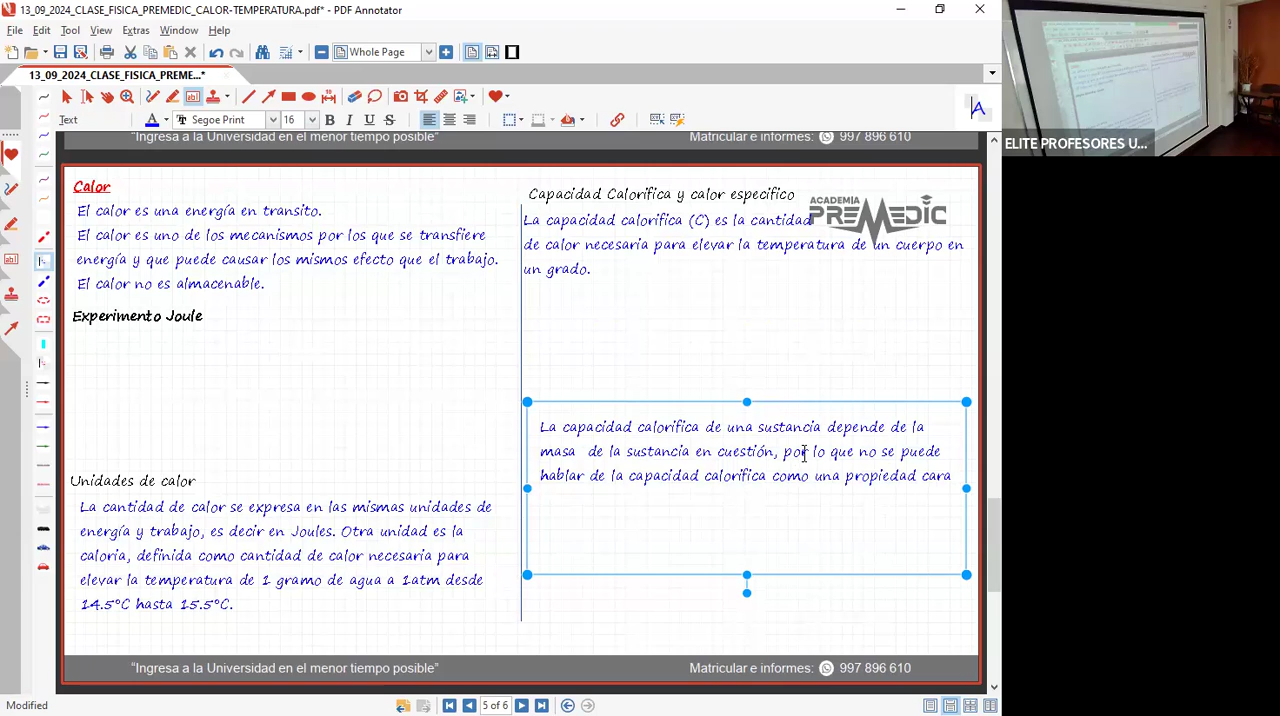 13_09_2024_CLASE_FISICA_PREMEDIC_CALOR-TEMPERATURA.pdf* - PDF Annotator
File Edit Tool View Extras Window Help
Whole Page
13_09_2024_CLASE_FISICA_PREME...*
Text
Segoe Print
16
B I U S
"Ingresa a la Universidad en el menor tiempo posible"
Matricular e informes: 997 896 610
Calor
El calor es una energía en transito.
El calor es uno de los mecanismos por los que se transfiere
energía y que puede causar los mismos efecto que el trabajo.
El calor no es almacenable.
Experimento Joule
Unidades de calor
La cantidad de calor se expresa en las mismas unidades de
energía y trabajo, es decir en Joules. Otra unidad es la
caloria, definida como cantidad de calor necesaria para
elevar la temperatura de 1 gramo de agua a 1atm desde
14.5°C hasta 15.5°C.
Capacidad Calorifica y calor especifico
ACADEMIA
PREMEDIC
La capacidad calorifica (C) es la cantidad
de calor necesaria para elevar la temperatura de un cuerpo en
un grado.
La capacidad calorifica de una sustancia depende de la
masa de la sustancia en cuestión, por lo que no se puede
hablar de la capacidad calorifica como una propiedad cara
"Ingresa a la Universidad en el menor tiempo posible"
Matricular e informes: 997 896 610
Modified
5 of 6
ELITE PROFESORES U...